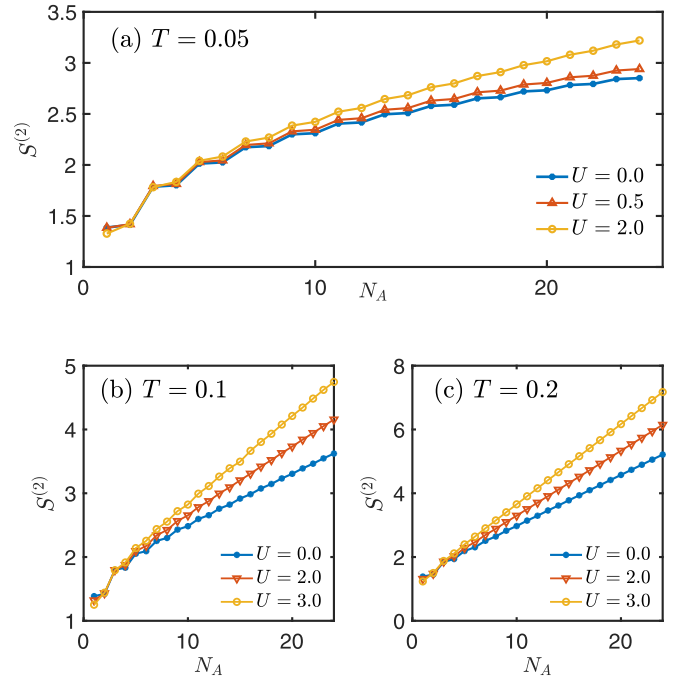 (a) T = 0.05
3.5
3
2.5
2
1.5
1
S^{(2)}
U = 0.0
U = 0.5
U = 2.0
0
10
20
N_A
(b) T = 0.1
5
4
3
2
1
S^{(2)}
U = 0.0
U = 2.0
U = 3.0
0
10
20
N_A
(c) T = 0.2
8
6
4
2
0
S^{(2)}
U = 0.0
U = 2.0
U = 3.0
0
10
20
N_A